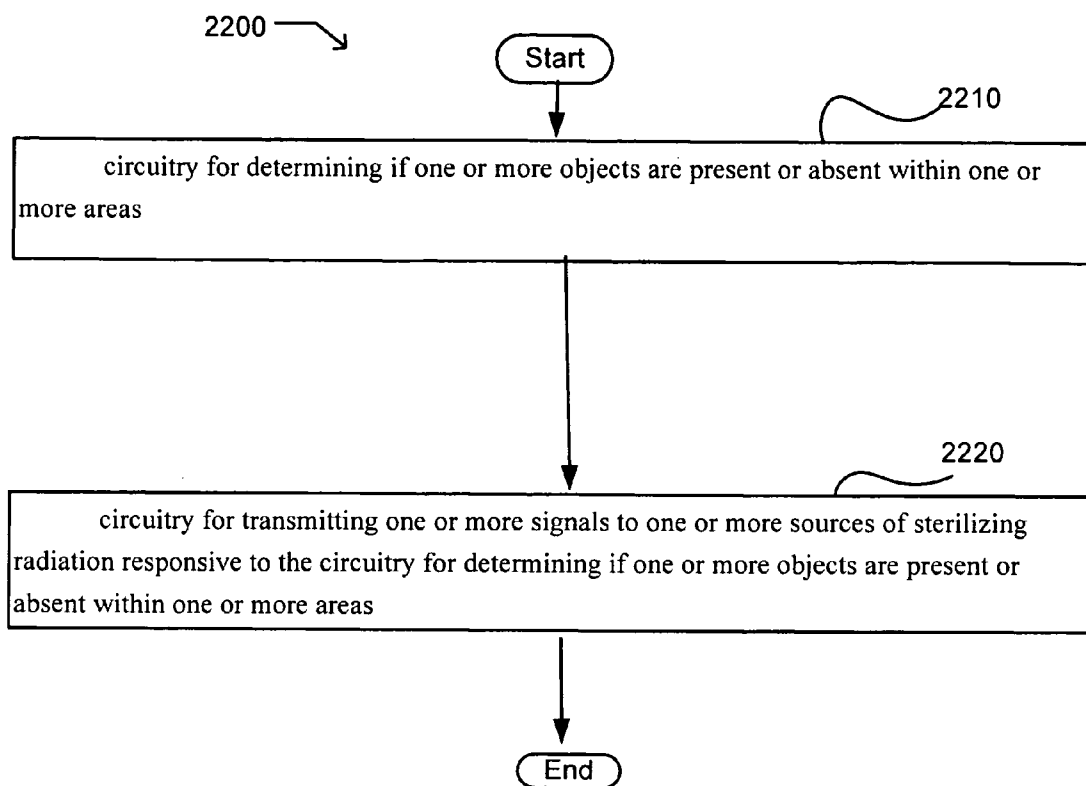 2200
Start
2210
circuitry for determining if one or more objects are present or absent within one or
more areas
2220
circuitry for transmitting one or more signals to one or more sources of sterilizing
radiation responsive to the circuitry for determining if one or more objects are present or
absent within one or more areas
End